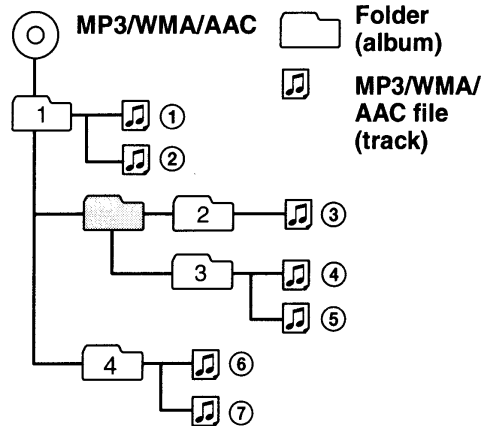 MP3/WMA/AAC
Folder
(album)
MP3/WMA/
AAC file
(track)
1
①
②
2
③
3
④
⑤
4
⑥
⑦